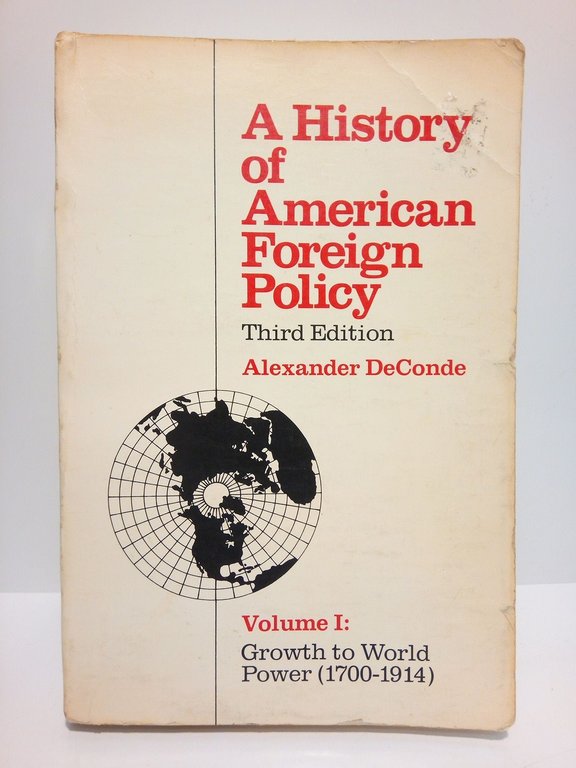 A History
of
American
Foreign
Policy
Third Edition
Alexander DeConde
Volume I:
Growth to World
Power (1700-1914)